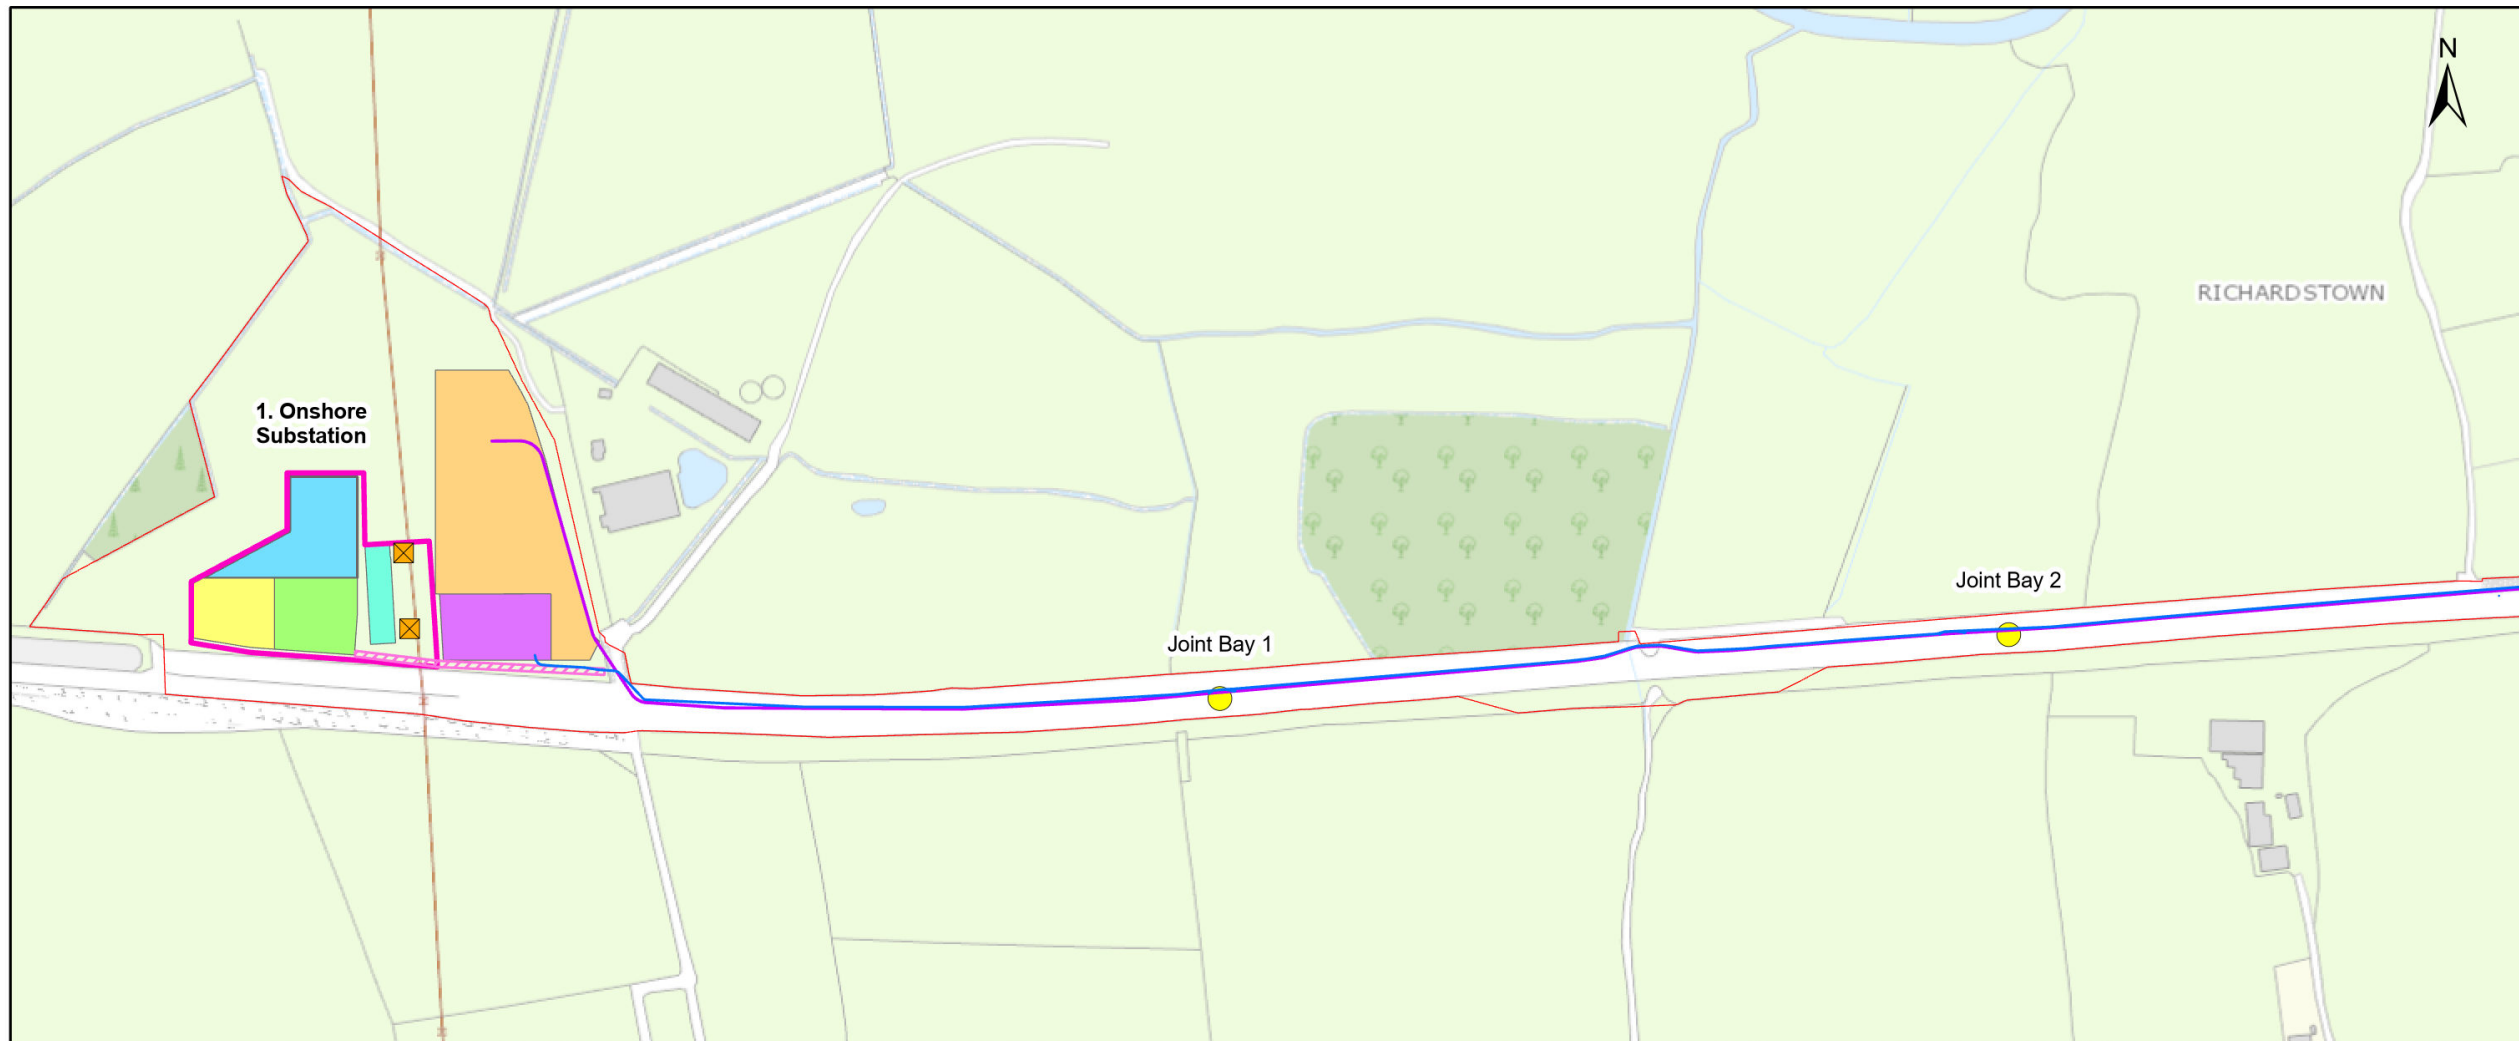 N
RICHARDSTOWN
1. Onshore
Substation
Joint Bay 2
Joint Bay 1